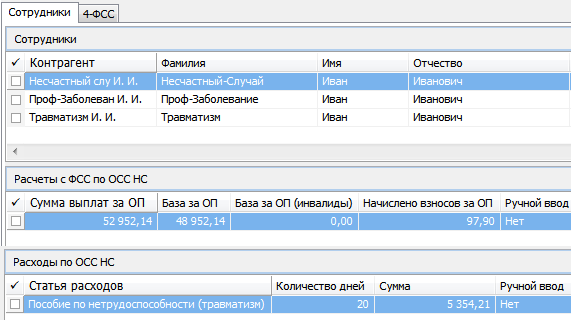 Сотрудники 4-ФСС
Сотрудники
✓ Контрагент Фамилия Имя Отчество
Несчастный слу И. И. Несчастный-Случай Иван Иванович
Проф-Заболеван И. И. Проф-Заболевание Иван Иванович
Травматизм И. И. Травматизм Иван Иванович
Расчеты с ФСС по ОСС НС
✓ Сумма выплат за ОП База за ОП База за ОП (инвалиды) Начислено взносов за ОП Ручной ввод
52 952,14 48 952,14 0,00 97,90 Нет
Расходы по ОСС НС
✓ Статья расходов Количество дней Сумма Ручной ввод
Пособие по нетрудоспособности (травматизм) 20 5 354,21 Нет